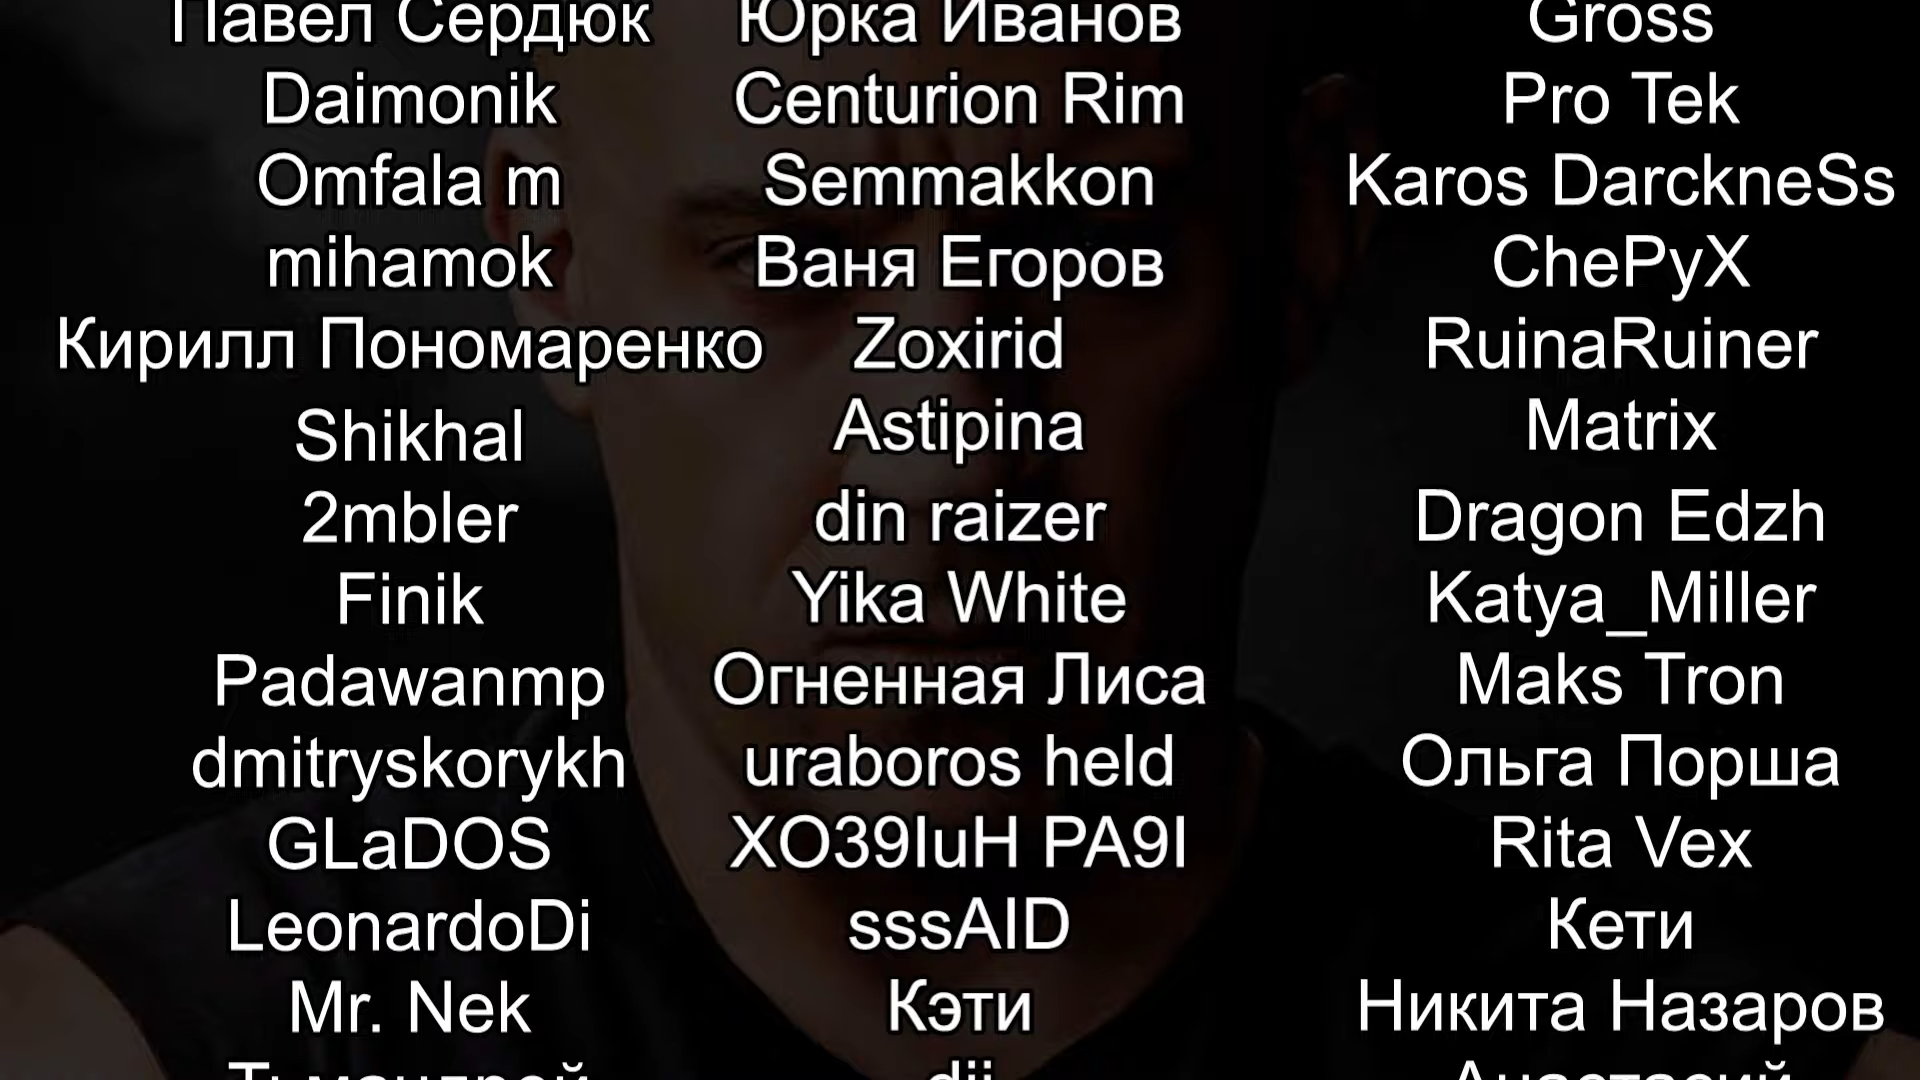 Павел Сердюк
Daimonik
Omfala m
mihamok
Кирилл Пономаренко
Shikhal
2mbler
Finik
Padawanmp
dmitryskorykh
GLaDOS
LeonardoDi
Mr. Nek
Юрка Иванов
Centurion Rim
Semmakkon
Ваня Егоров
Zoxirid
Astipina
din raizer
Yika White
Огненная Лиса
uraboros held
XO39IuH PA9I
sssAID
Кэти
Gross
Pro Tek
Karos DarckneSs
ChePyX
RuinaRuiner
Matrix
Dragon Edzh
Katya_Miller
Maks Tron
Ольга Порша
Rita Vex
Кети
Никита Назаров